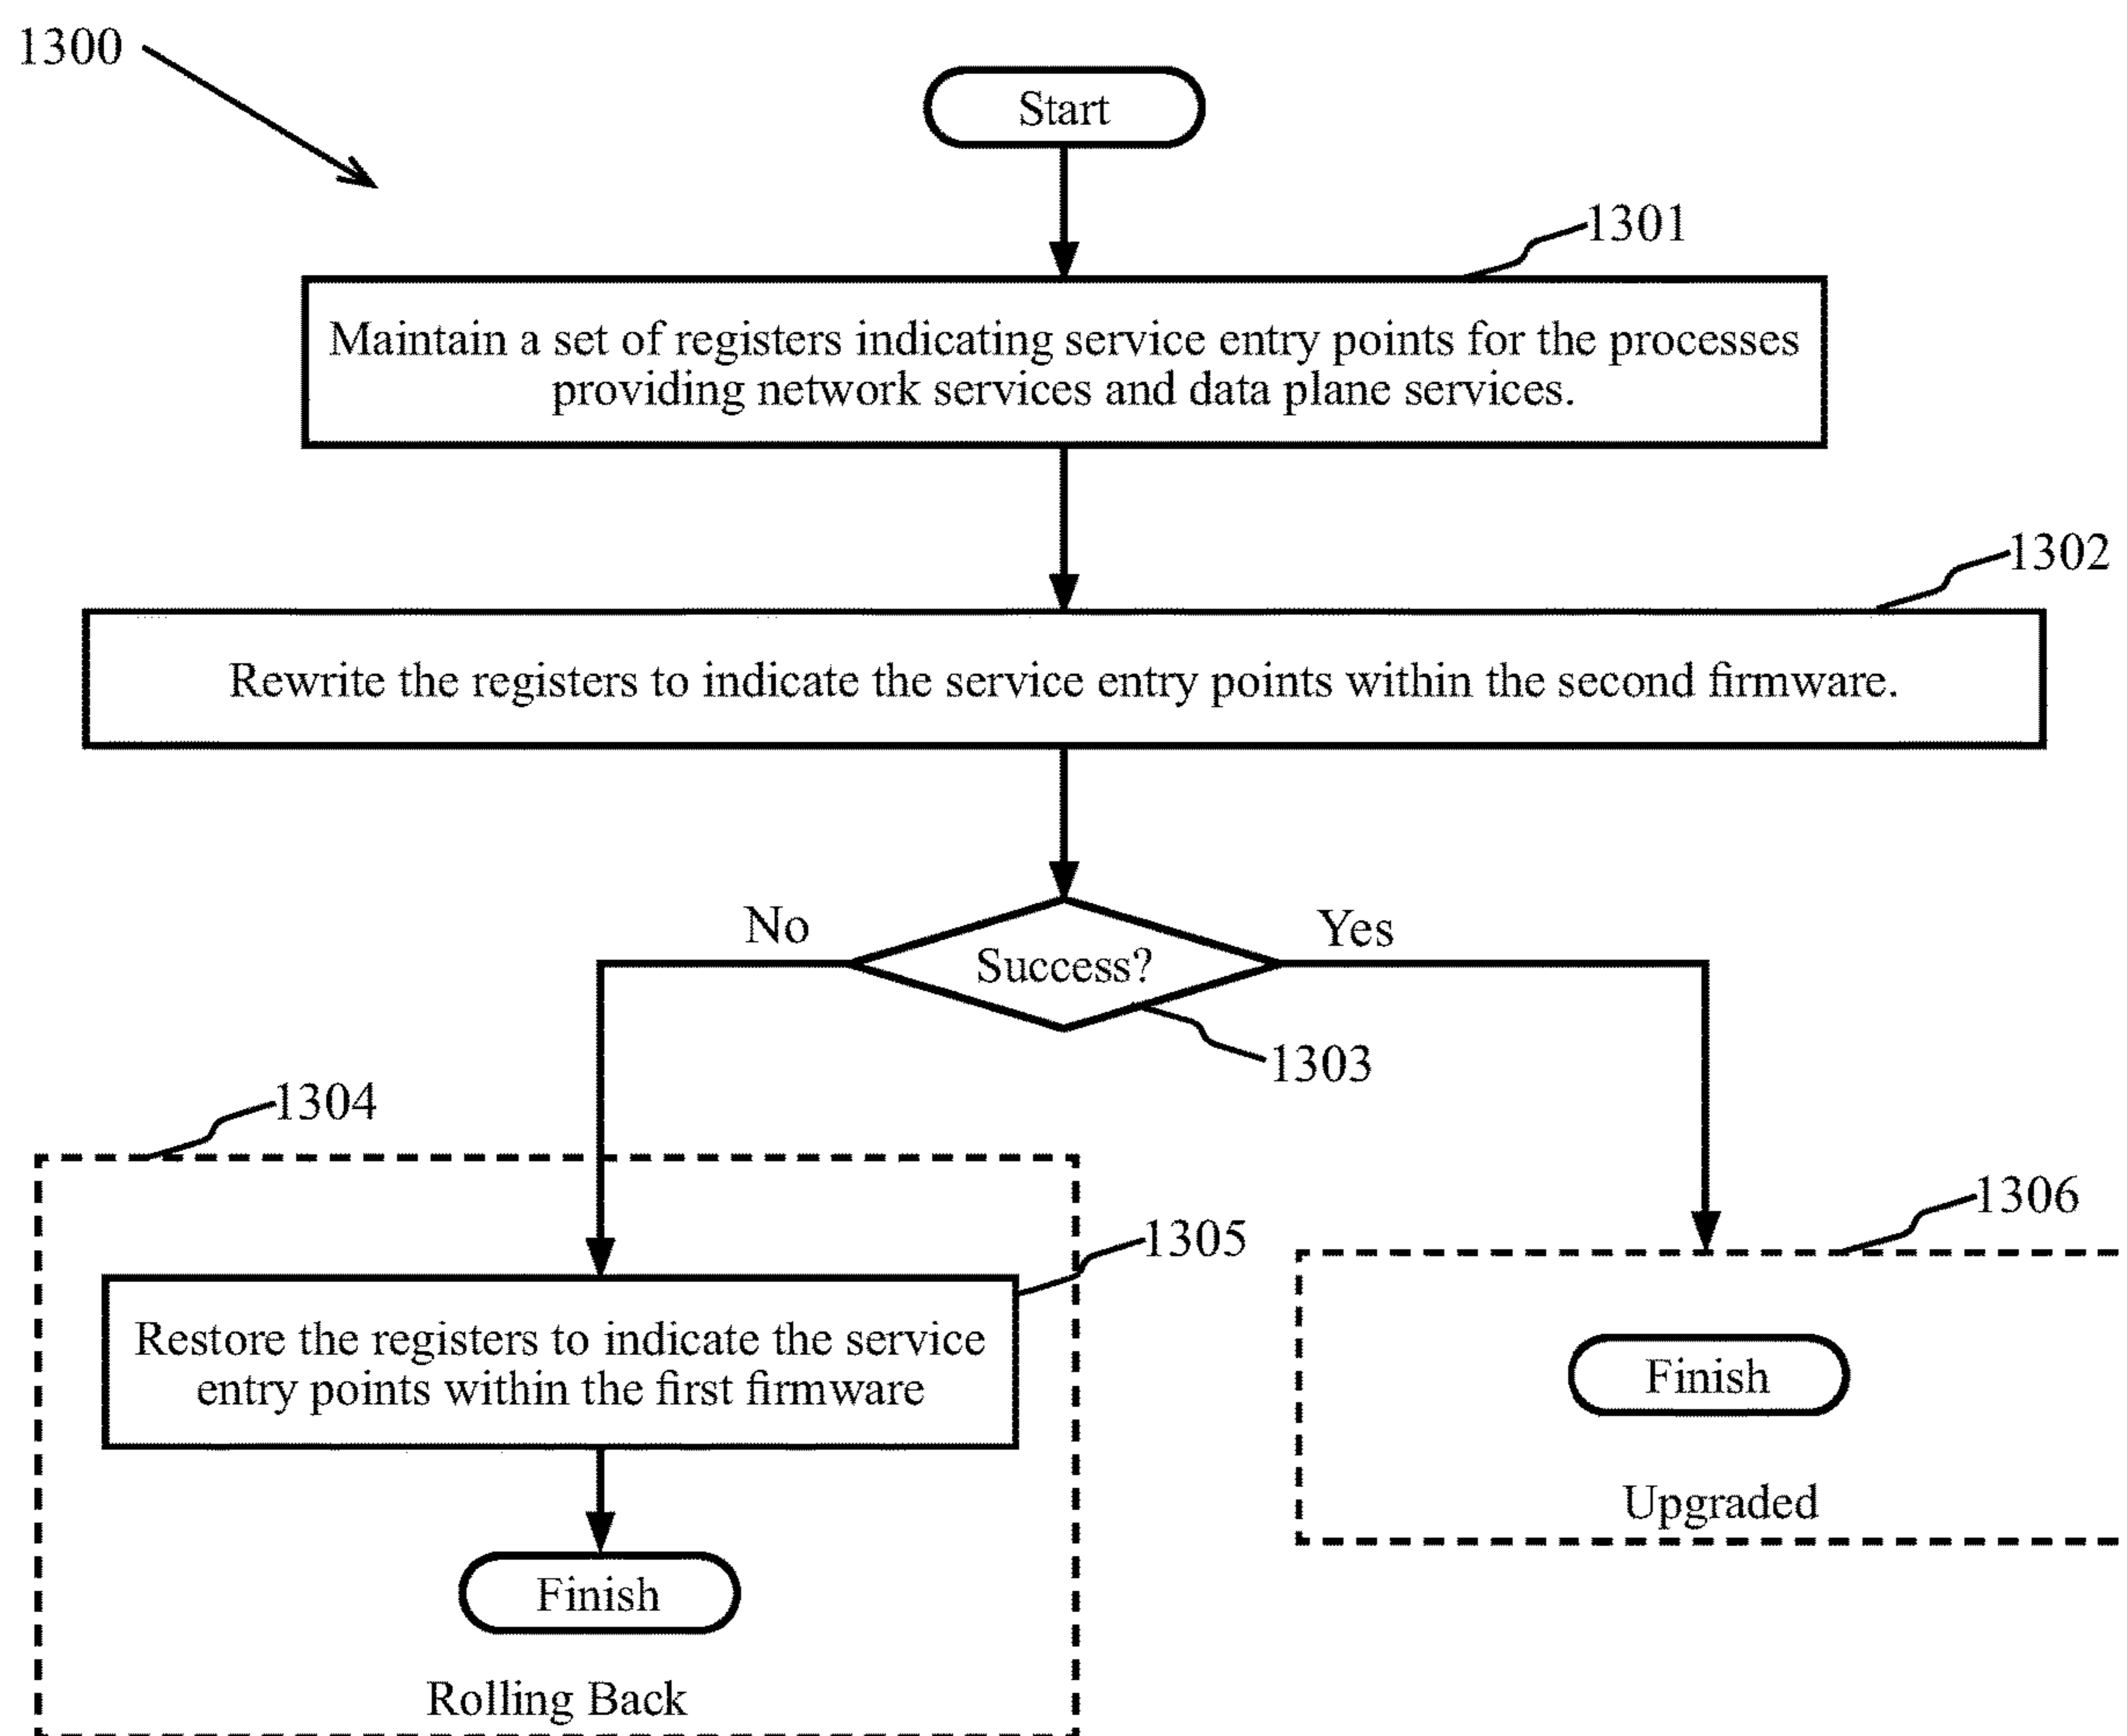 1300
Start
1301
Maintain a set of registers indicating service entry points for the processes
providing network services and data plane services.
1302
Rewrite the registers to indicate the service entry points within the second firmware.
No
Yes
Success?
1303
1304
1305
1306
Restore the registers to indicate the service
entry points within the first firmware
Finish
Upgraded
Finish
Rolling Back